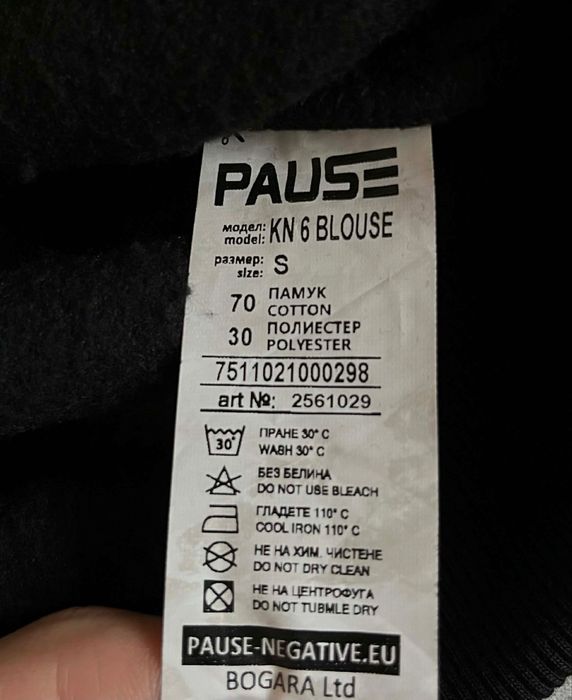 PAUSE
модел: KN 6 BLOUSE
model:
размер: S
size:
70 ПАМУК
COTTON
30 ПОЛИЕСТЕР
POLYESTER
7511021000298
art №: 2561029
30° ПРАНЕ 30° C
WASH 30° C
БЕЗ БЕЛИНА
DO NOT USE BLEACH
ГЛАДЕТЕ 110° C
COOL IRON 110° C
НЕ НА ХИМ. ЧИСТЕНЕ
DO NOT DRY CLEAN
НЕ НА ЦЕНТРОФУГА
DO NOT TUBMLE DRY
PAUSE-NEGATIVE.EU
BOGARA Ltd